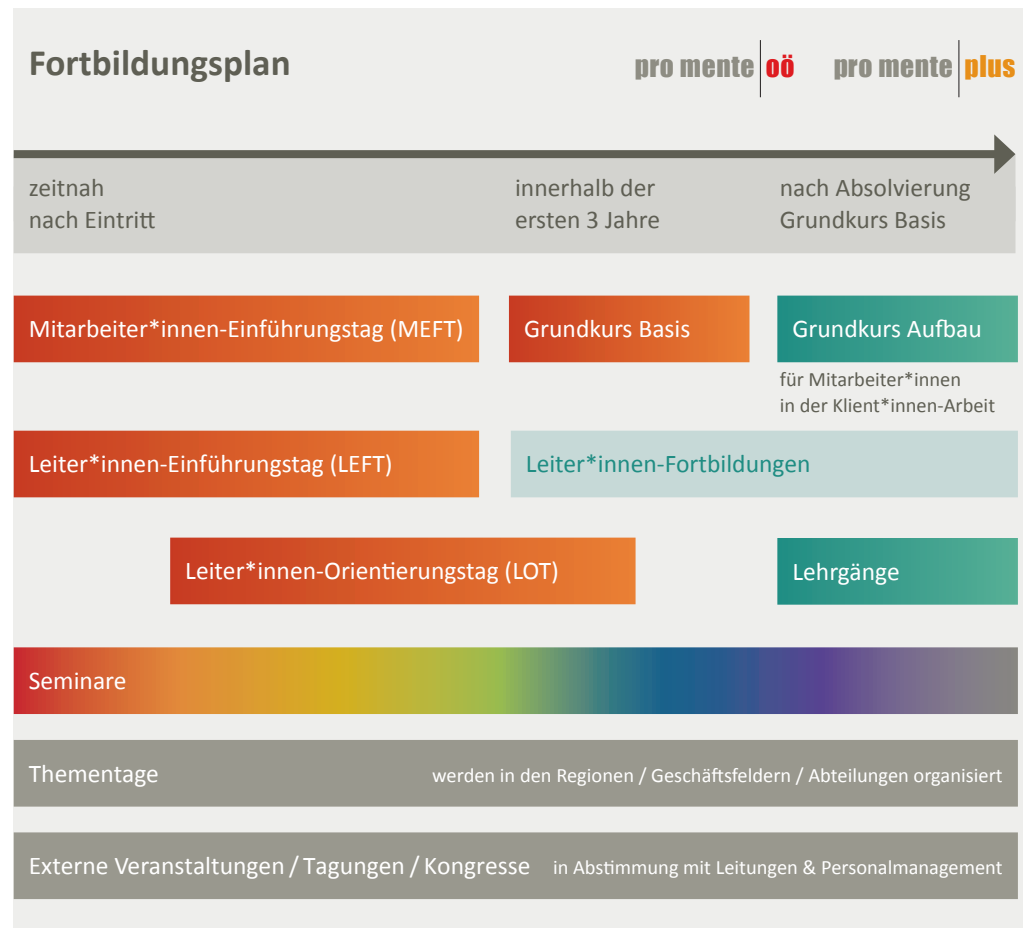 Fortbildungsplan
pro mente oö
pro mente plus
zeitnah
nach Eintritt
innerhalb der
ersten 3 Jahre
nach Absolvierung
Grundkurs Basis
Mitarbeiter*innen-Einführungstag (MEFT)
Grundkurs Basis
Grundkurs Aufbau
für Mitarbeiter*innen
in der Klient*innen-Arbeit
Leiter*innen-Einführungstag (LEFT)
Leiter*innen-Fortbildungen
Leiter*innen-Orientierungstag (LOT)
Lehrgänge
Seminare
Thementage werden in den Regionen / Geschäftsfeldern / Abteilungen organisiert
Externe Veranstaltungen / Tagungen / Kongresse in Abstimmung mit Leitungen & Personalmanagement